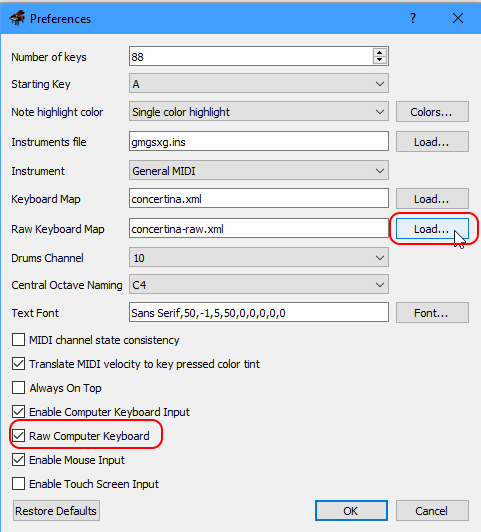 Preferences
Number of keys 88
Starting Key A
Note highlight color Single color highlight Colors...
Instruments file gmgsxg.ins Load...
Instrument General MIDI
Keyboard Map concertina.xml Load...
Raw Keyboard Map concertina-raw.xml Load...
Drums Channel 10
Central Octave Naming C4
Text Font Sans Serif,50,-1,5,50,0,0,0,0,0 Font...
MIDI channel state consistency
Translate MIDI velocity to key pressed color tint
Always On Top
Enable Computer Keyboard Input
Raw Computer Keyboard
Enable Mouse Input
Enable Touch Screen Input
Restore Defaults OK Cancel